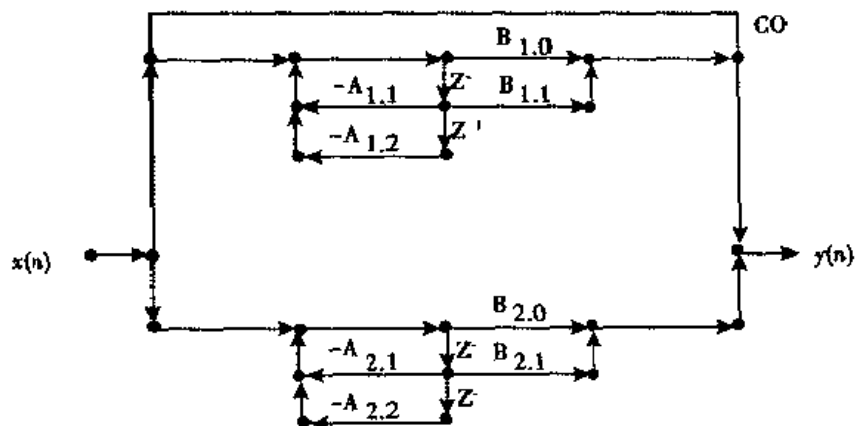 CO
B 1.0
Z-
-A 1.1
B 1.1
Z-1
-A 1.2
x(n)
y(n)
B 2.0
Z-
-A 2.1
B 2.1
Z-
-A 2.2